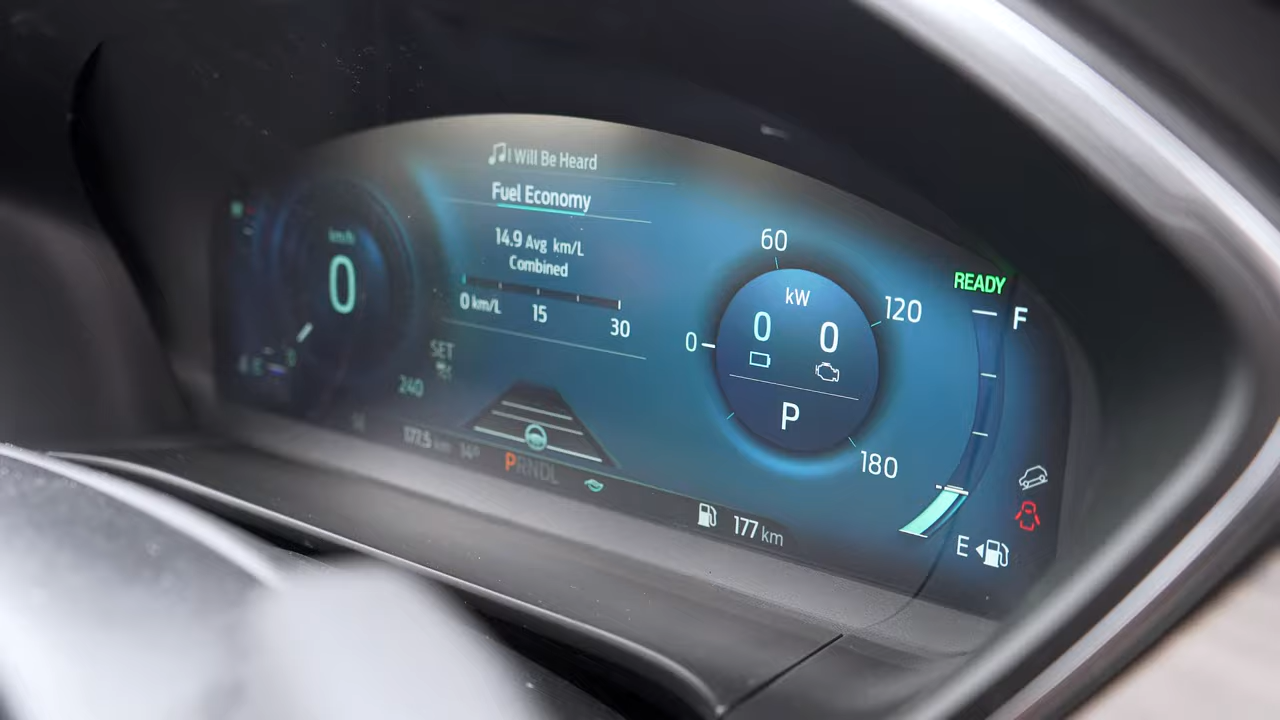 I Will Be Heard
Fuel Economy
14.9 Avg km/L
Combined
0 km/L 15 30
km/h
0
SET
240
177.5 km 14°
PRNDL
177 km
60
120
0
180
kW
0 0
P
READY
F
E